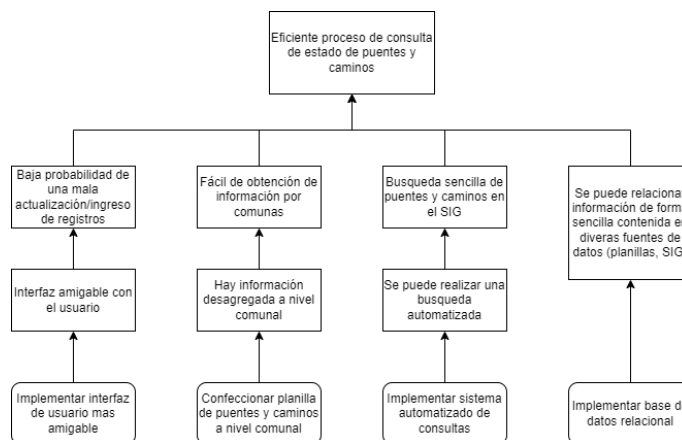 Eficiente proceso de consulta
de estado de puentes y
caminos
Baja probabilidad de
una mala
actualización/ingreso
de registros
Fácil de obtención de
información por
comunas
Busqueda sencilla de
puentes y caminos en
el SIG
Se puede relaciona
información de form
sencilla contenida e
diveras fuentes de
datos (planillas, SIG
Interfaz amigable con
el usuario
Hay información
desagregada a nivel
comunal
Se puede realizar una
busqueda
automatizada
Implementar interfaz
de usuario mas
amigable
Confeccionar planilla
de puentes y caminos
a nivel comunal
Implementar sistema
automatizado de
consultas
Implementar base d
datos relacional